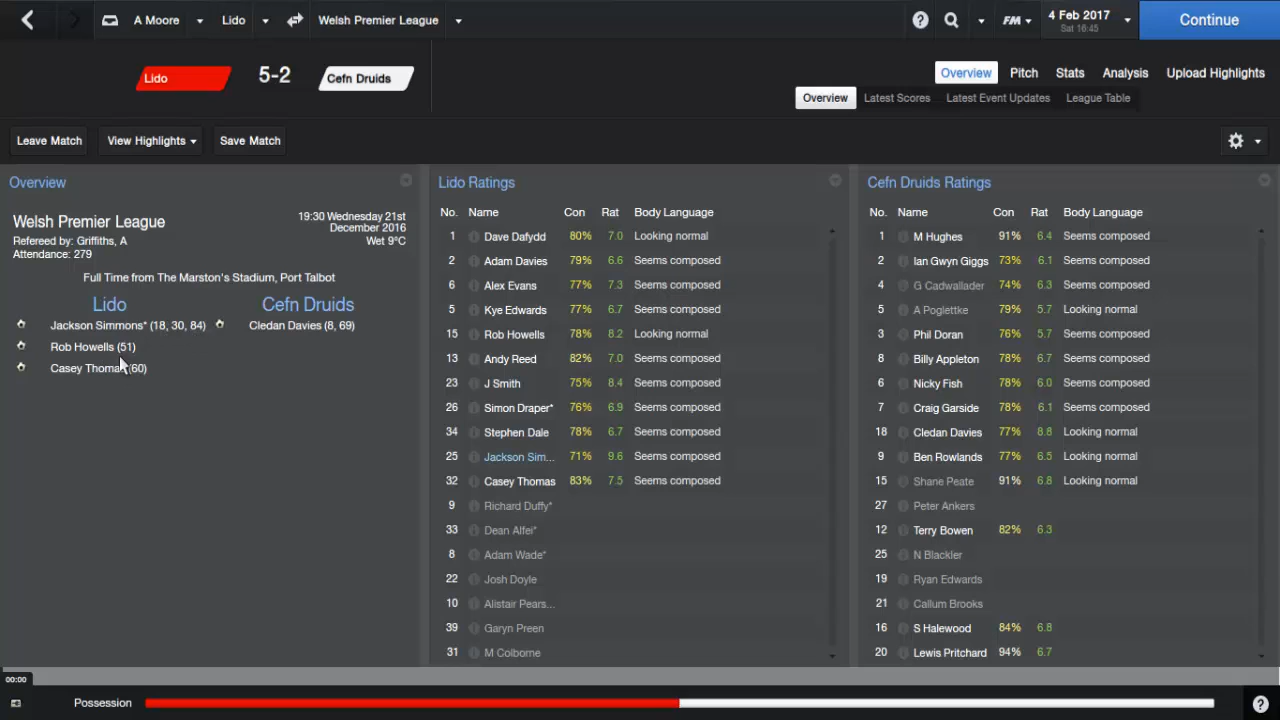 A Moore Lido Welsh Premier League ? FM 4 Feb 2017 Continue
Sat 16:45
Lido 5-2 Cefn Druids
Overview Pitch Stats Analysis Upload Highlights
Overview Latest Scores Latest Event Updates League Table
Leave Match View Highlights Save Match
Overview
Welsh Premier League
Refereed by: Griffiths, A
Attendance: 279
19:30 Wednesday 21st
December 2016
Wet 9°C
Full Time from The Marston's Stadium, Port Talbot
Lido Cefn Druids
Jackson Simmons* (18, 30, 84) Cledan Davies (8, 69)
Rob Howells (51)
Casey (60)
Lido Ratings
No. Name Con Rat Body Language
1 Dave Dafydd 80% 7.0 Looking normal
2 Adam Davies 79% 6.6 Seems composed
6 Alex Evans 77% 7.3 Seems composed
5 Kye Edwards 77% 6.7 Seems composed
15 Rob Howells 78% 8.2 Looking normal
13 Andy Reed 82% 7.0 Seems composed
23 J Smith 75% 8.4 Seems composed
26 Simon Draper* 76% 6.9 Seems composed
34 Stephen Dale 78% 6.7 Seems composed
25 Jackson Sim... 71% 9.6 Seems composed
32 Casey Thomas 83% 7.5 Seems composed
9 Richard Duffy*
33 Dean Alfei*
8 Adam Wade*
22 Josh Doyle
10 Alistair Pears...
39 Garyn Preen
31 M Colborne
Cefn Druids Ratings
No. Name Con Rat Body Language
1 M Hughes 91% 6.4 Seems composed
2 Ian Gwyn Giggs 73% 6.1 Seems composed
4 G Cadwallader 74% 6.3 Seems composed
5 A Poglettke 79% 5.7 Looking normal
3 Phil Doran 76% 5.7 Seems composed
8 Billy Appleton 78% 6.7 Seems composed
6 Nicky Fish 78% 6.0 Seems composed
7 Craig Garside 78% 6.1 Seems composed
18 Cledan Davies 77% 8.8 Looking normal
9 Ben Rowlands 77% 6.5 Looking normal
15 Shane Peate 91% 6.8 Looking normal
27 Peter Ankers
12 Terry Bowen 82% 6.3
25 N Blackler
19 Ryan Edwards
21 Callum Brooks
16 S Halewood 84% 6.8
20 Lewis Pritchard 94% 6.7
00:00
Possession ?